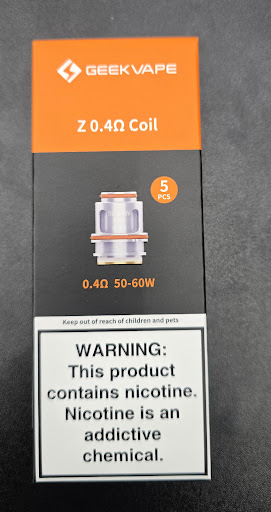 GEEKVAPE
Z 0.4Ω Coil
5
PCS
0.4Ω 50-60W
Keep out of reach of children and pets
WARNING:
This product
contains nicotine.
Nicotine is an
addictive
chemical.